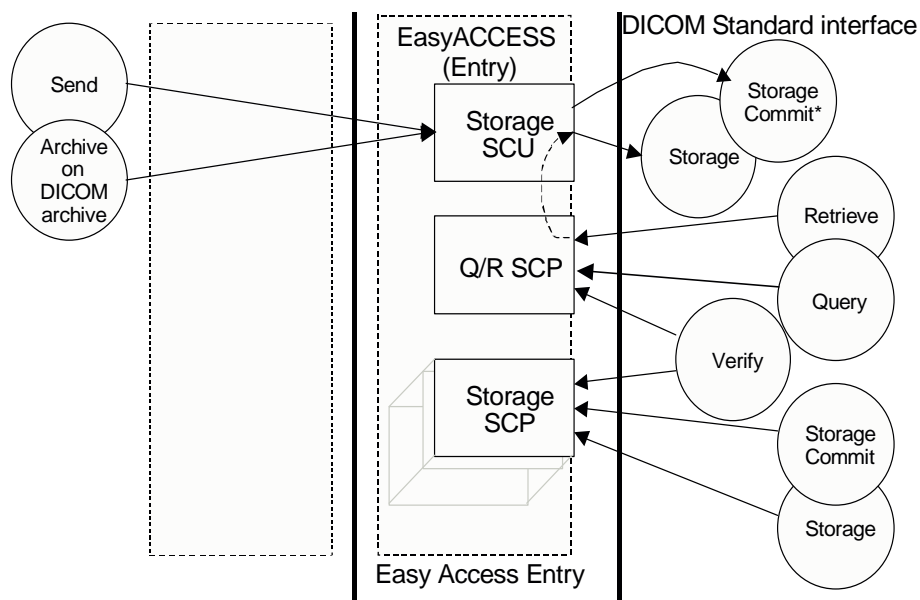 EasyACCESS
(Entry)
DICOM Standard interface
Send
Archive
on
DICOM
archive
Storage
SCU
Storage
Commit*
Storage
Retrieve
Q/R SCP
Query
Verify
Storage
SCP
Storage
Commit
Storage
Easy Access Entry